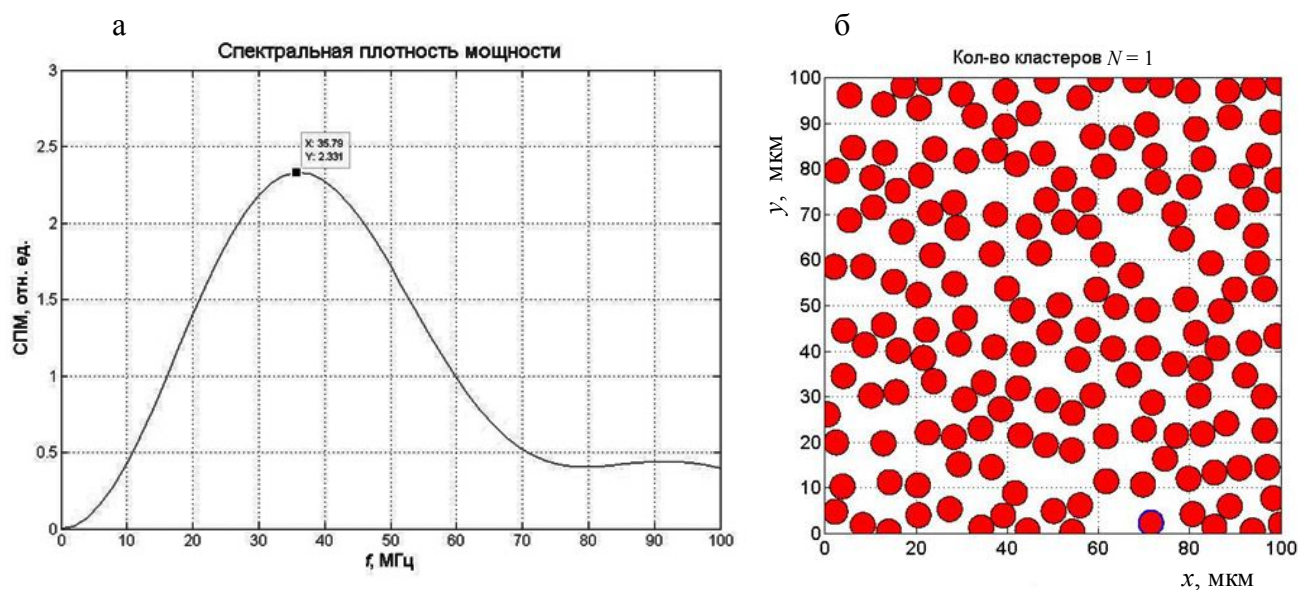 а
Спектральная плотность мощности
3
2.5
2
1.5
1
0.5
0
X: 35.79
Y: 2.331
СПМ, отн. ед.
0 10 20 30 40 50 60 70 80 90 100
f, МГц
б
Кол-во кластеров N = 1
100
90
80
70
60
50
40
30
20
10
0
y, мкм
0 20 40 60 80 100
x, мкм